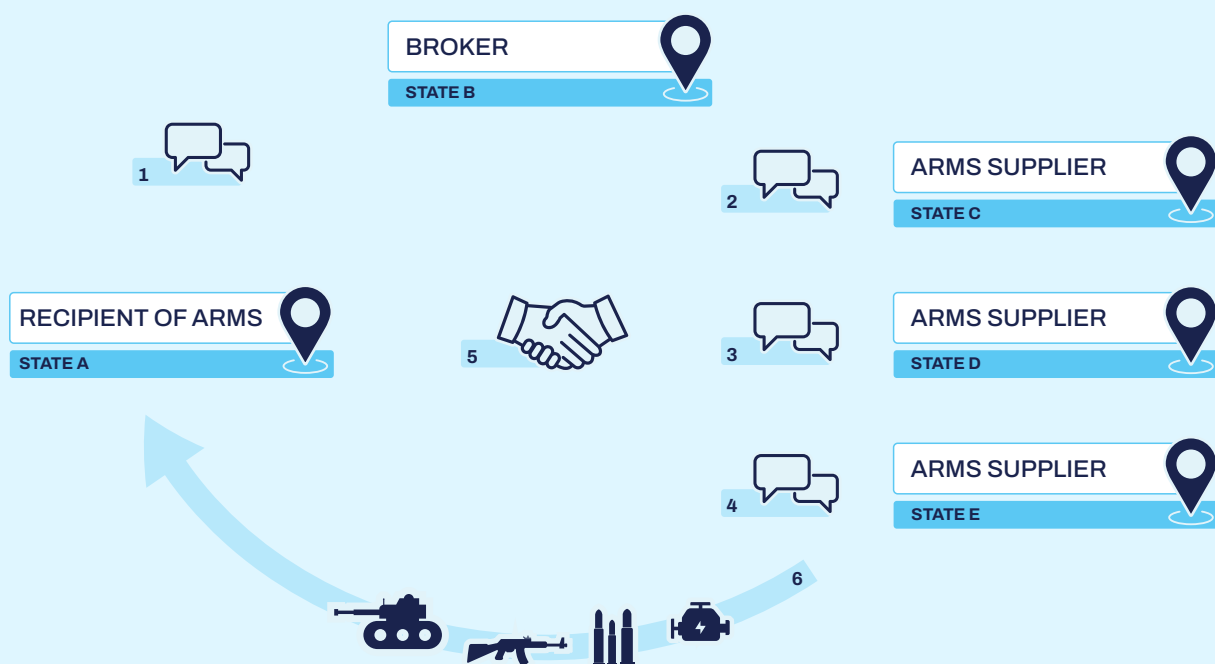 BROKER
STATE B
1
2
ARMS SUPPLIER
STATE C
RECIPIENT OF ARMS
STATE A
5
3
ARMS SUPPLIER
STATE D
4
ARMS SUPPLIER
STATE E
6